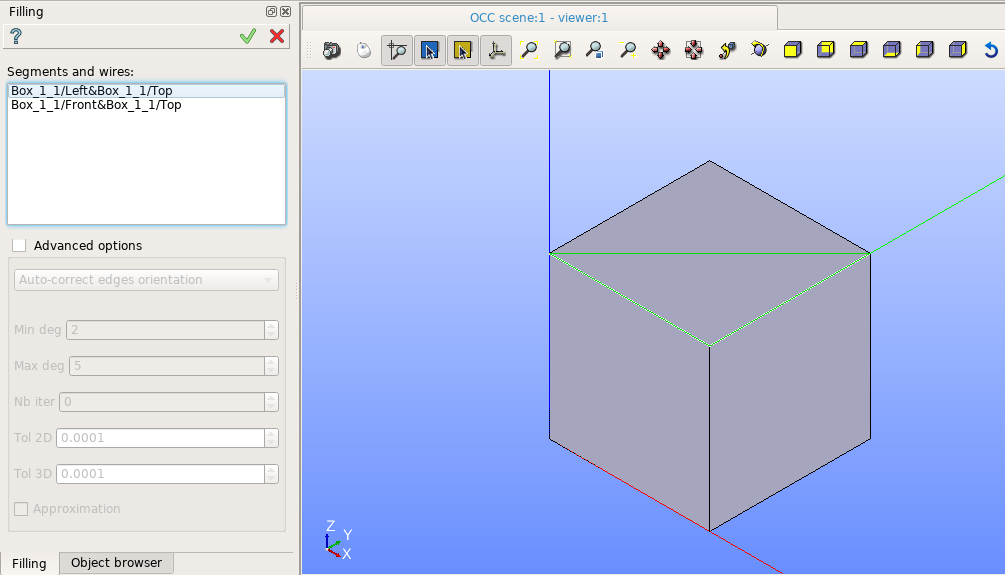 Filling
OCC scene:1 - viewer:1
?
Segments and wires:
Box_1_1/Left&Box_1_1/Top
Box_1_1/Front&Box_1_1/Top
Advanced options
Auto-correct edges orientation
Min deg 2
Max deg 5
Nb iter 0
Tol 2D 0.0001
Tol 3D 0.0001
Approximation
Z
Y
X
Filling
Object browser